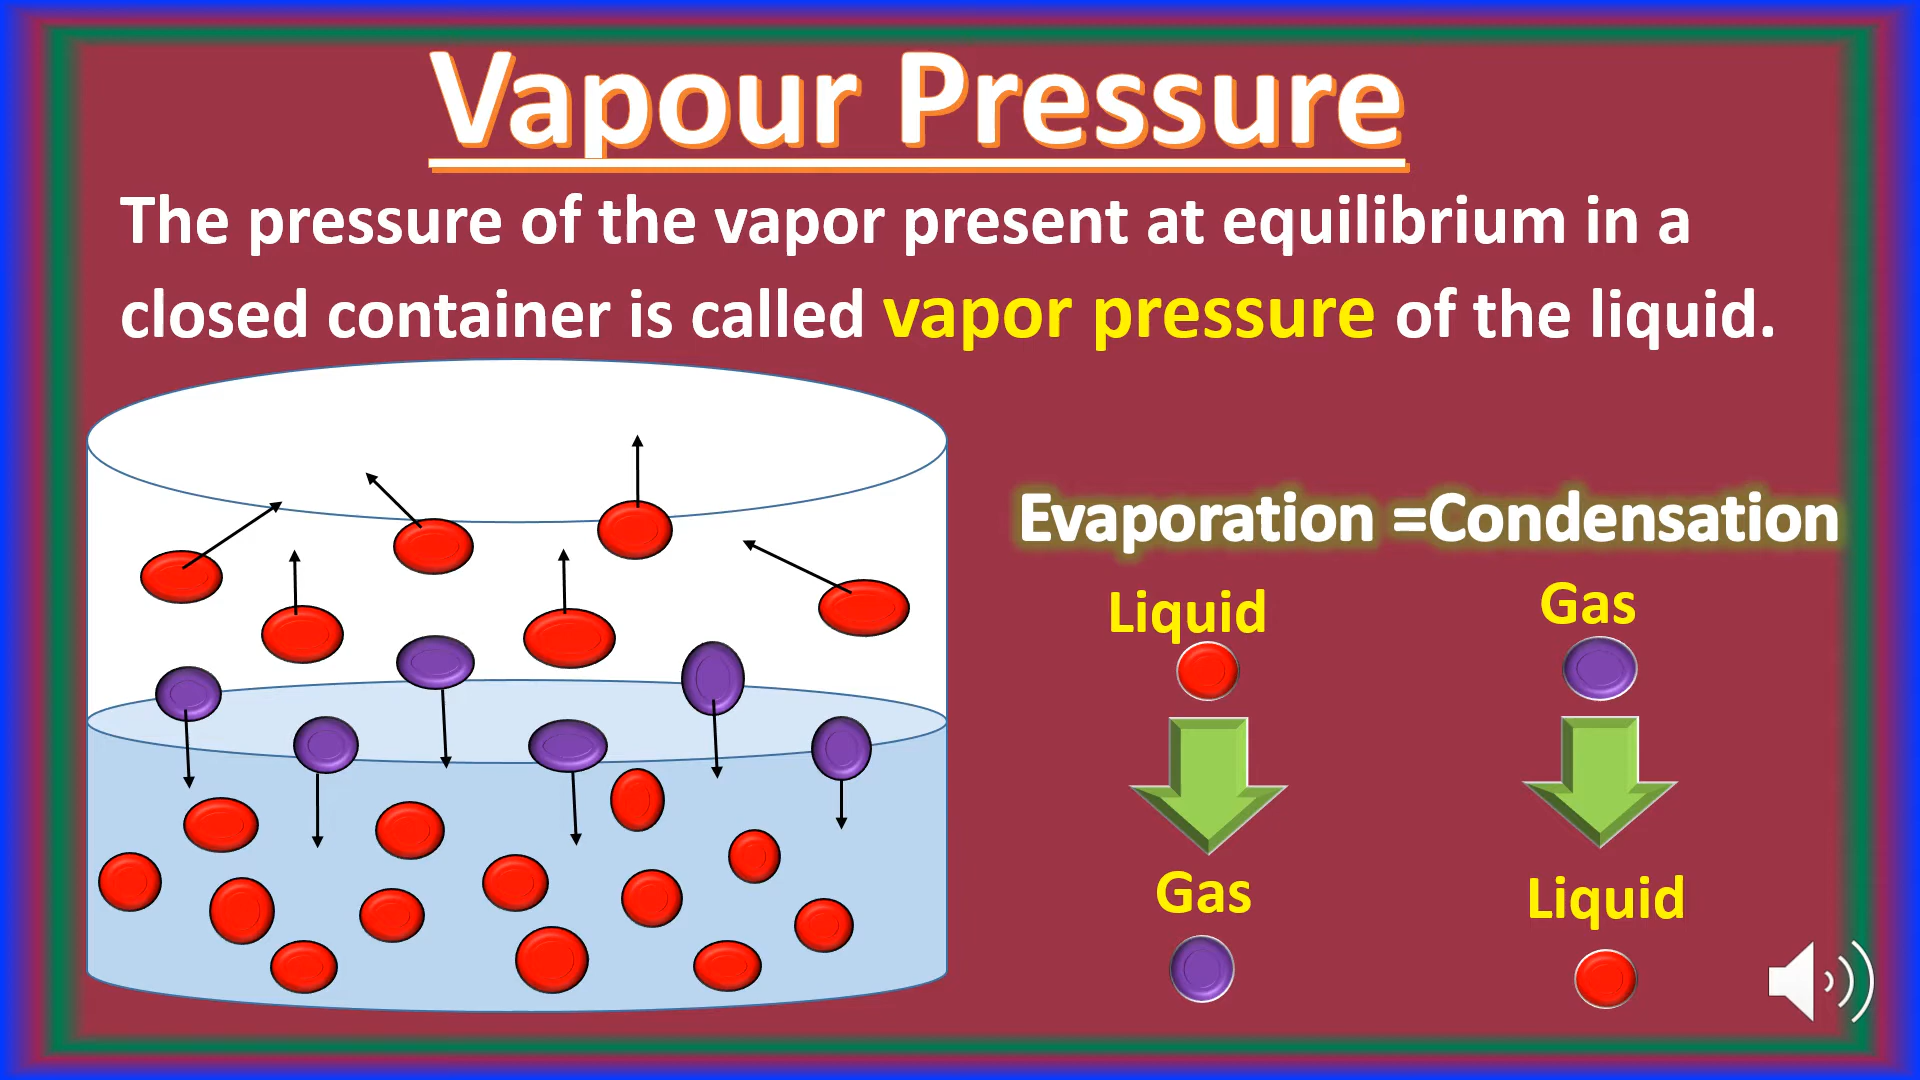 Vapour Pressure
The pressure of the vapor present at equilibrium in a
closed container is called vapor pressure of the liquid.
Evaporation =Condensation
Liquid
Gas
Gas
Liquid